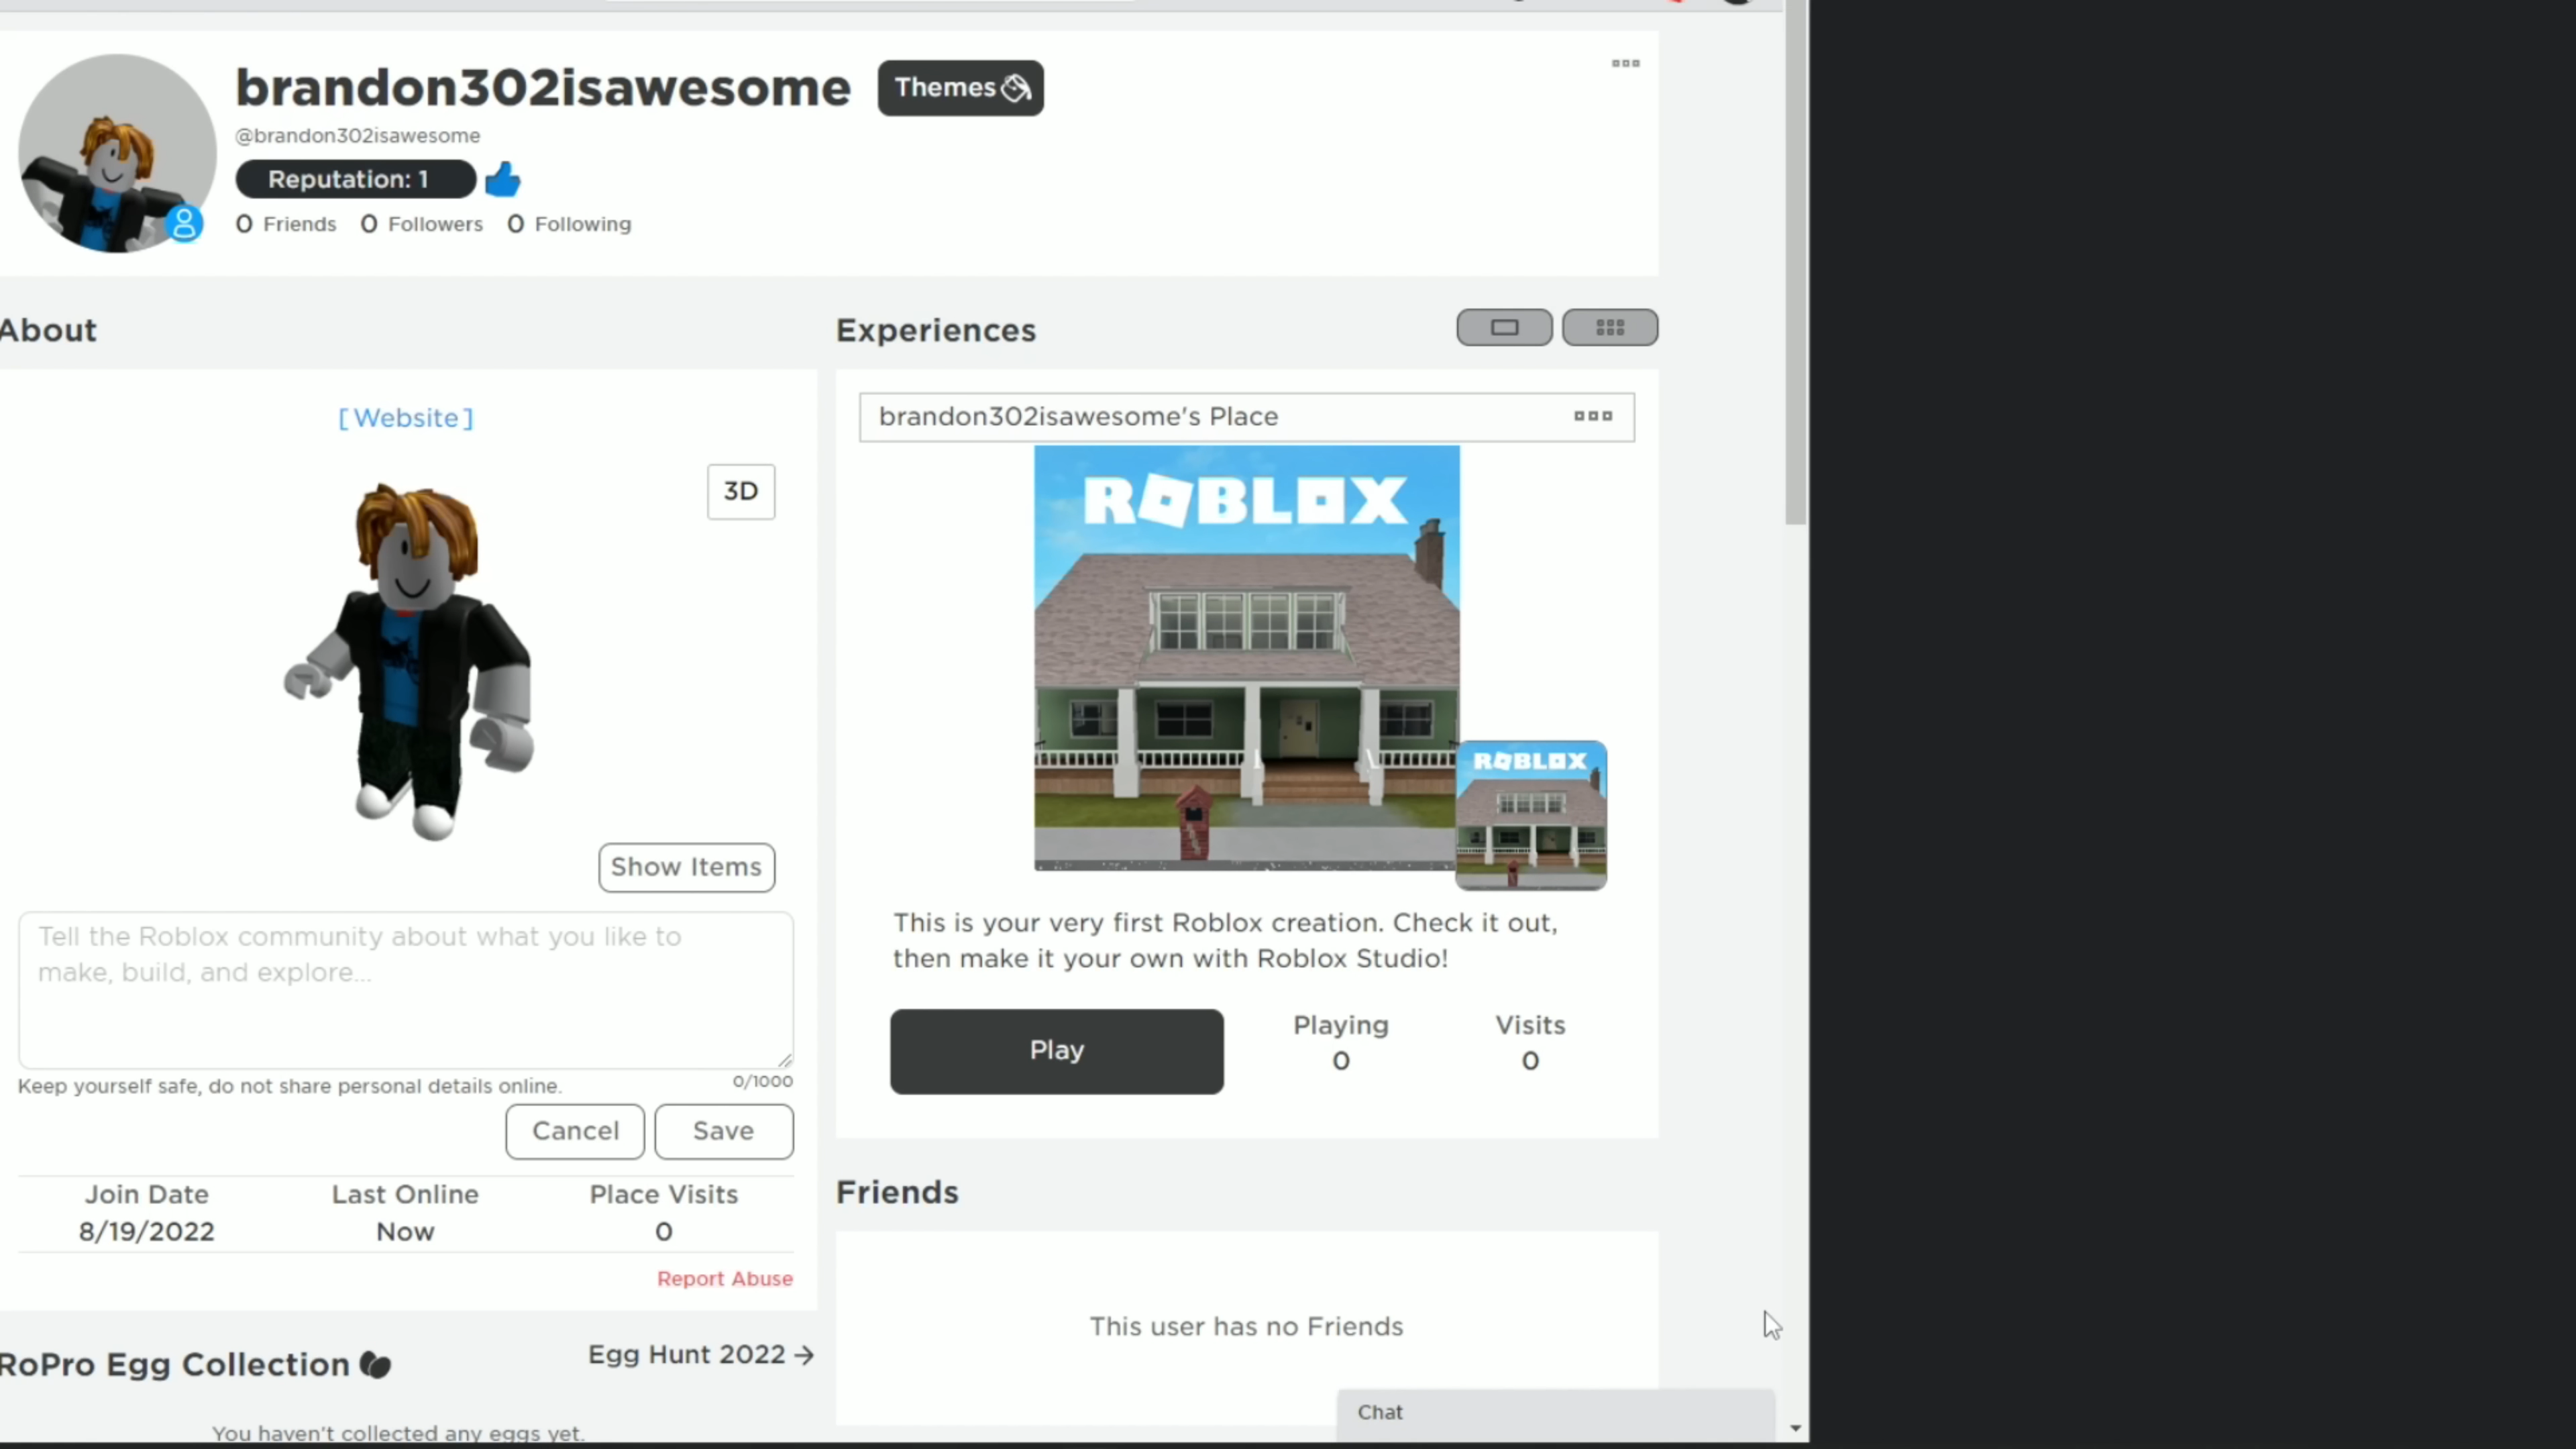 brandon302isawesome
Themes
@brandon302isawesome
Reputation: 1
0 Friends 0 Followers 0 Following
About
[ Website ]
3D
Show Items
Tell the Roblox community about what you like to
make, build, and explore...
Keep yourself safe, do not share personal details online.
0/1000
Cancel
Save
Join Date
8/19/2022
Last Online
Now
Place Visits
0
Report Abuse
RoPro Egg Collection
Egg Hunt 2022 →
You haven't collected any eggs yet.
Experiences
brandon302isawesome's Place
ROBLOX
ROBLOX
This is your very first Roblox creation. Check it out,
then make it your own with Roblox Studio!
Play
Playing
0
Visits
0
Friends
This user has no Friends
Chat